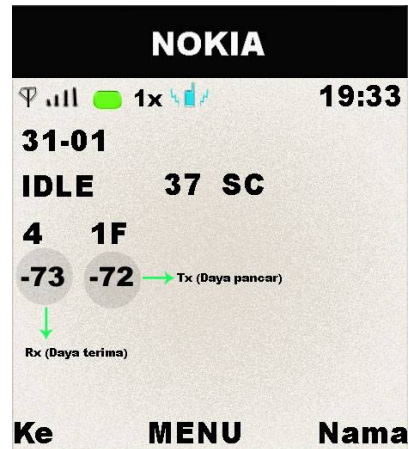 NOKIA
1x 19:33
31-01
IDLE 37 SC
4 1F
-73 -72 Tx (Daya pancar)
Rx (Daya terima)
Ke MENU Nama